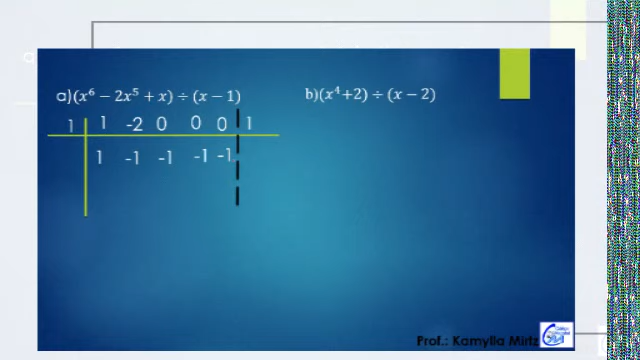 a)(x⁶ − 2x⁵ + x) ÷ (x − 1)
b)(x⁴+2) ÷ (x − 2)
1 1 -2 0 0 0 1
1 -1 -1 -1 -1
Prof.: Kamylla Mirtz